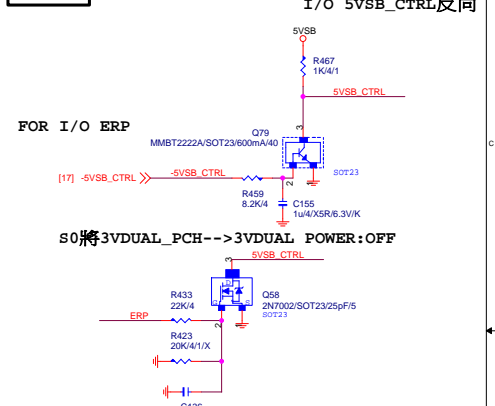 I/O 5VSB_CTRL反向
5VSB
R467
1K/4/1
5VSB_CTRL
3
Q79
MMBT2222A/SOT23/600mA/40
FOR I/O ERP
SOT23
[17] -5VSB_CTRL
-5VSB_CTRL
2
1
R459
8.2K/4
C155
1u/4/X5R/6.3V/K
S0將3VDUAL_PCH-->3VDUAL POWER:OFF
5VSB_CTRL
3
D
R433
22K/4
Q58
2N7002/SOT23/25pF/5
SOT23
G
S
ERP
2
1
R423
20K/4/1/X
C